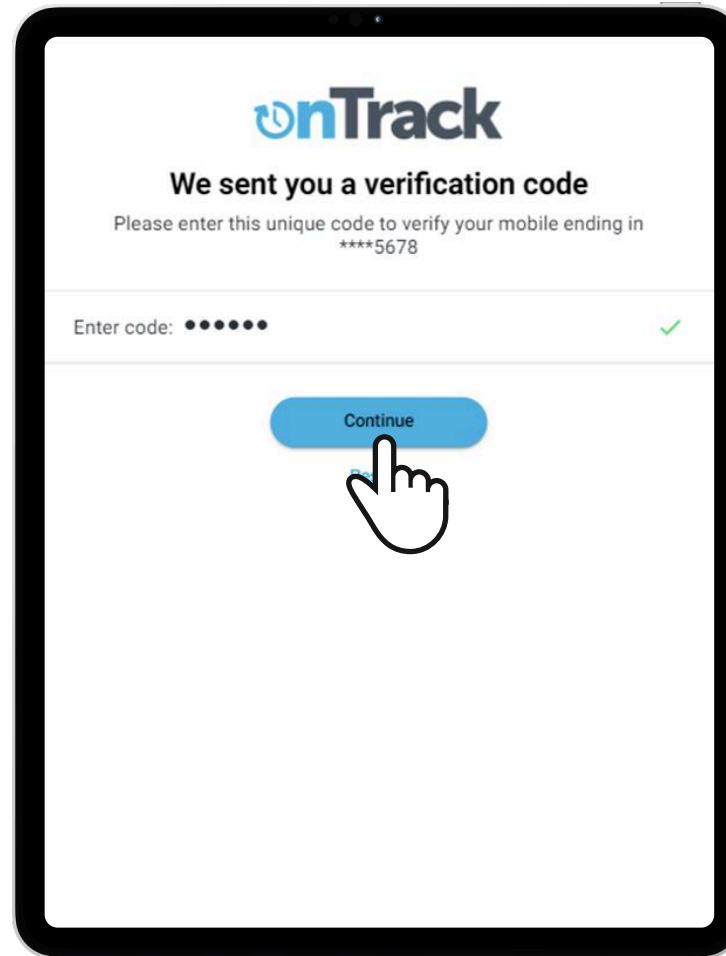 onTrack
We sent you a verification code
Please enter this unique code to verify your mobile ending in
****5678
Enter code: ••••••
Continue